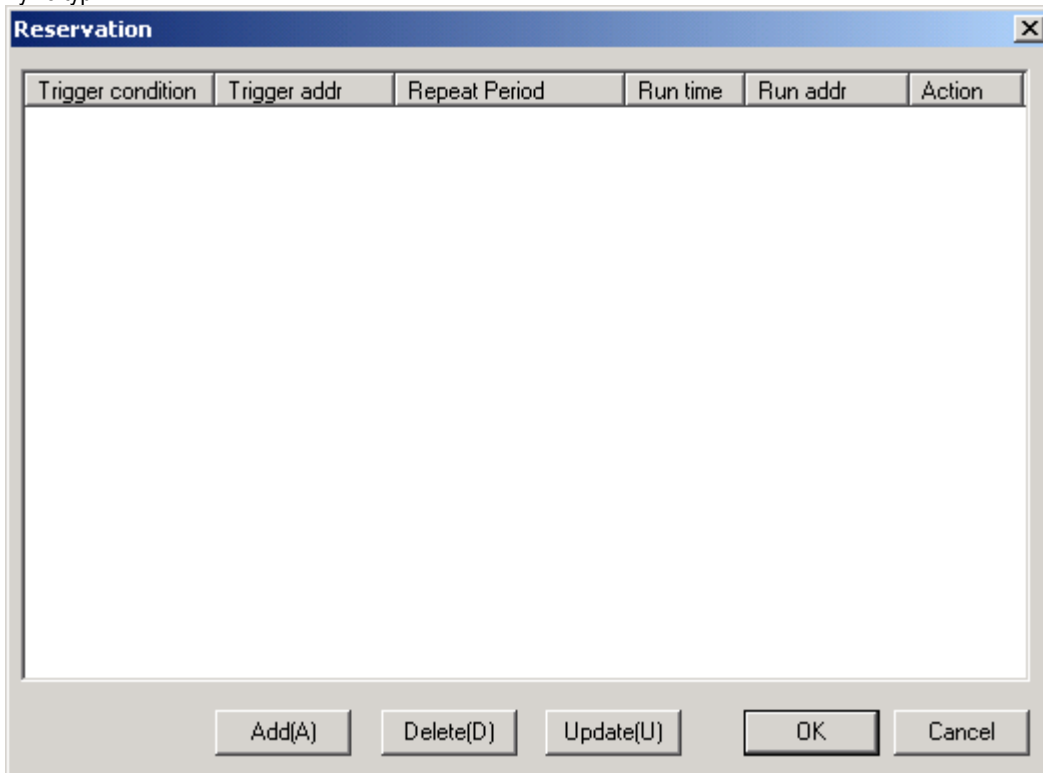 Reservation
Trigger condition Trigger addr Repeat Period Run time Run addr Action
Add(A) Delete(D) Update(U) OK Cancel